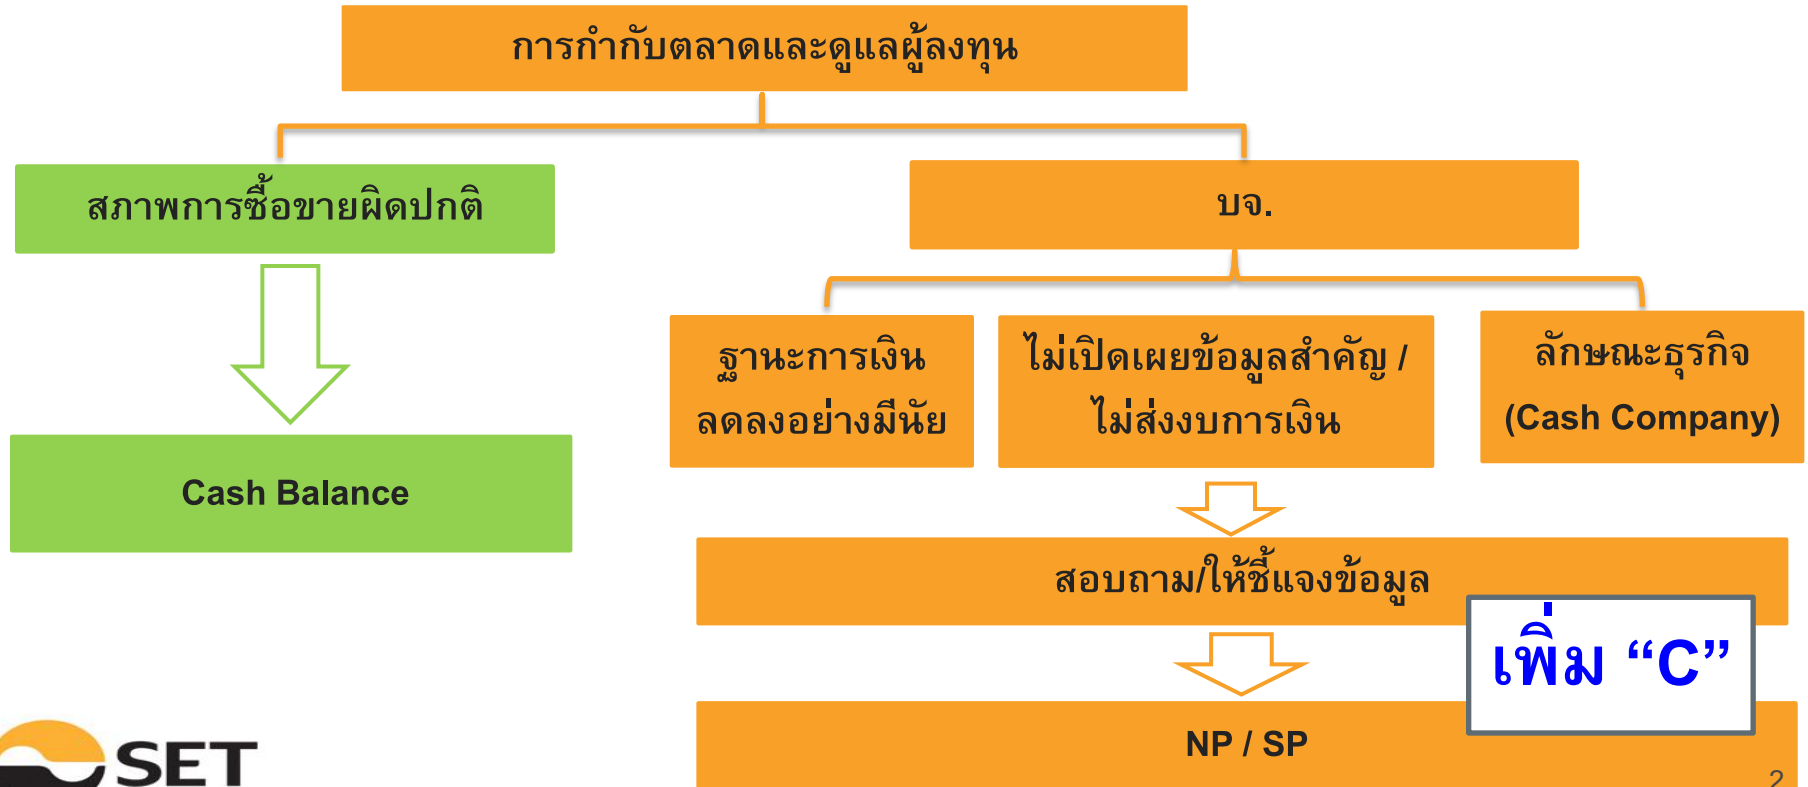 การกำกับตลาดและดูแลผู้ลงทุน
สภาพการซื้อขายผิดปกติ
Cash Balance
บจ.
ฐานะการเงิน
ลดลงอย่างมีนัย
ไม่เปิดเผยข้อมูลสำคัญ /
ไม่ส่งงบการเงิน
ลักษณะธุรกิจ
(Cash Company)
สอบถาม/ให้ชี้แจงข้อมูล
เพิ่ม “C”
NP / SP
SET
2